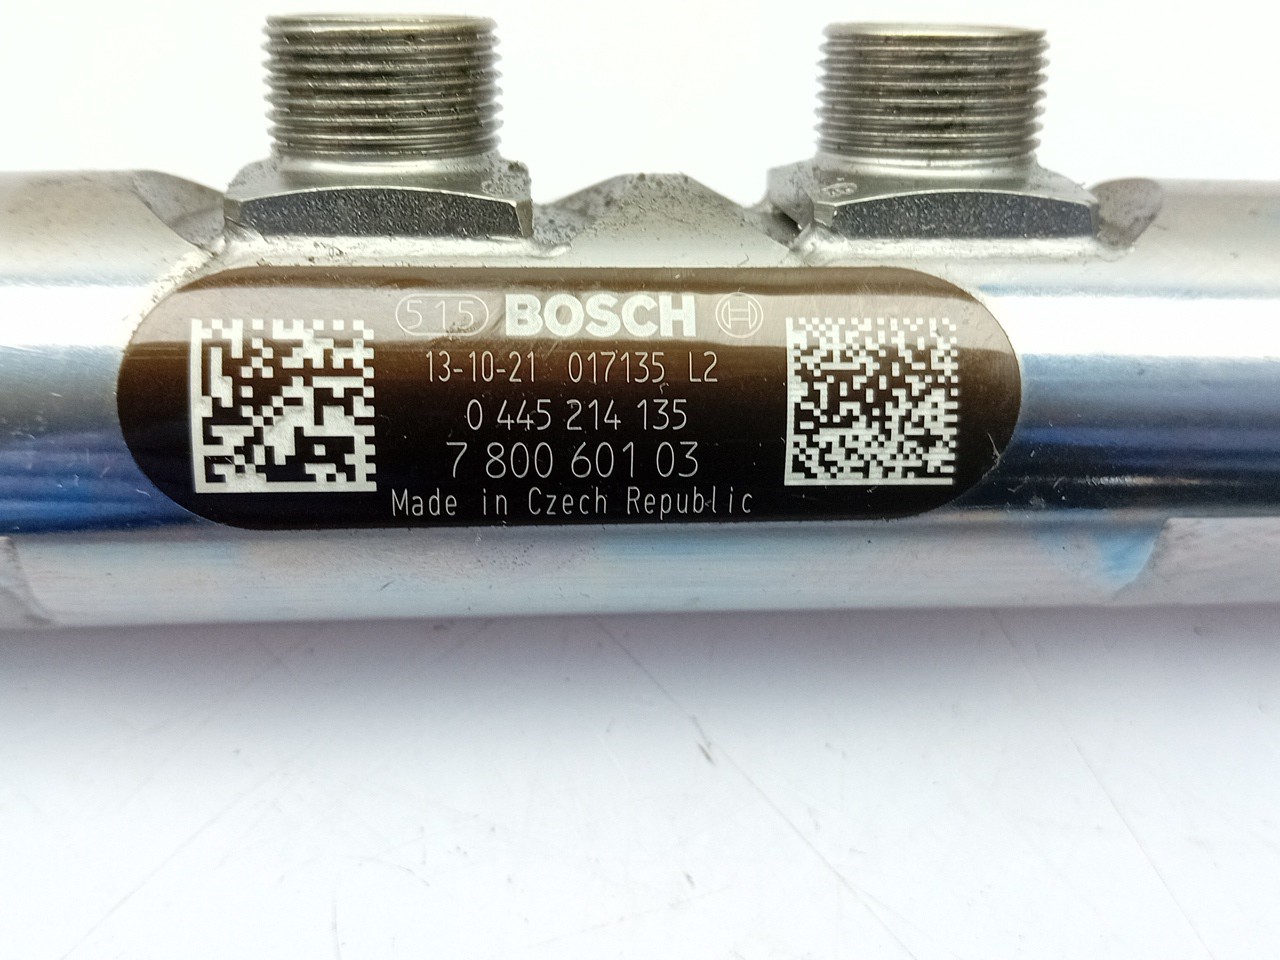 515 BOSCH
13-10-21 017135 L2
0 445 214 135
7 800 601 03
Made in Czech Republic